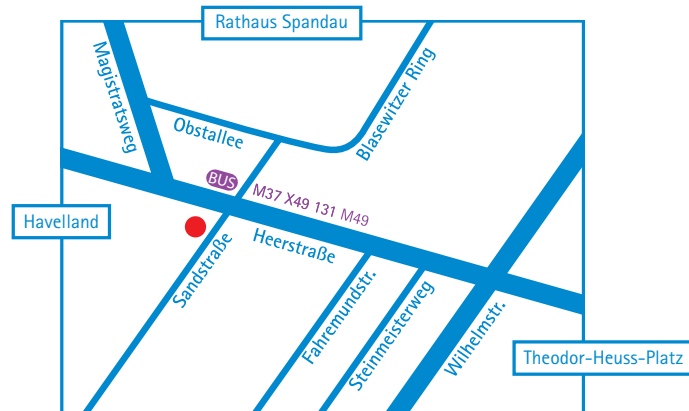 Rathaus Spandau
Magistratsweg
Obstallee
Blasewitzer Ring
BUS
M37 X49 131 M49
Havelland
Sandstraße
Heerstraße
Fahremundstr.
Steinmeisterweg
Wilhelmstr.
Theodor-Heuss-Platz